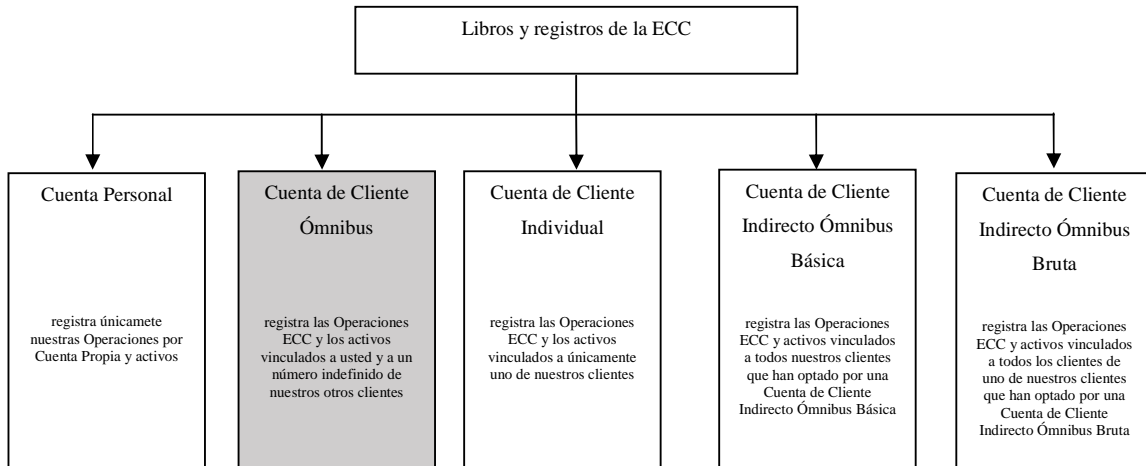 Libros y registros de la ECC
Cuenta Personal
registra únicamete
nuestras Operaciones por
Cuenta Propia y activos
Cuenta de Cliente
Ómnibus
registra las Operaciones
ECC y los activos
vinculados a usted y a un
número indefinido de
nuestros otros clientes
Cuenta de Cliente
Individual
registra las Operaciones
ECC y los activos
vinculados a únicamente
uno de nuestros clientes
Cuenta de Cliente
Indirecto Ómnibus
Básica
registra las Operaciones
ECC y activos vinculados
a todos nuestros clientes
que han optado por una
Cuenta de Cliente
Indirecto Ómnibus Básica
Cuenta de Cliente
Indirecto Ómnibus
Bruta
registra las Operaciones
ECC y activos vinculados
a todos los clientes de
uno de nuestros clientes
que han optado por una
Cuenta de Cliente
Indirecto Ómnibus Bruta